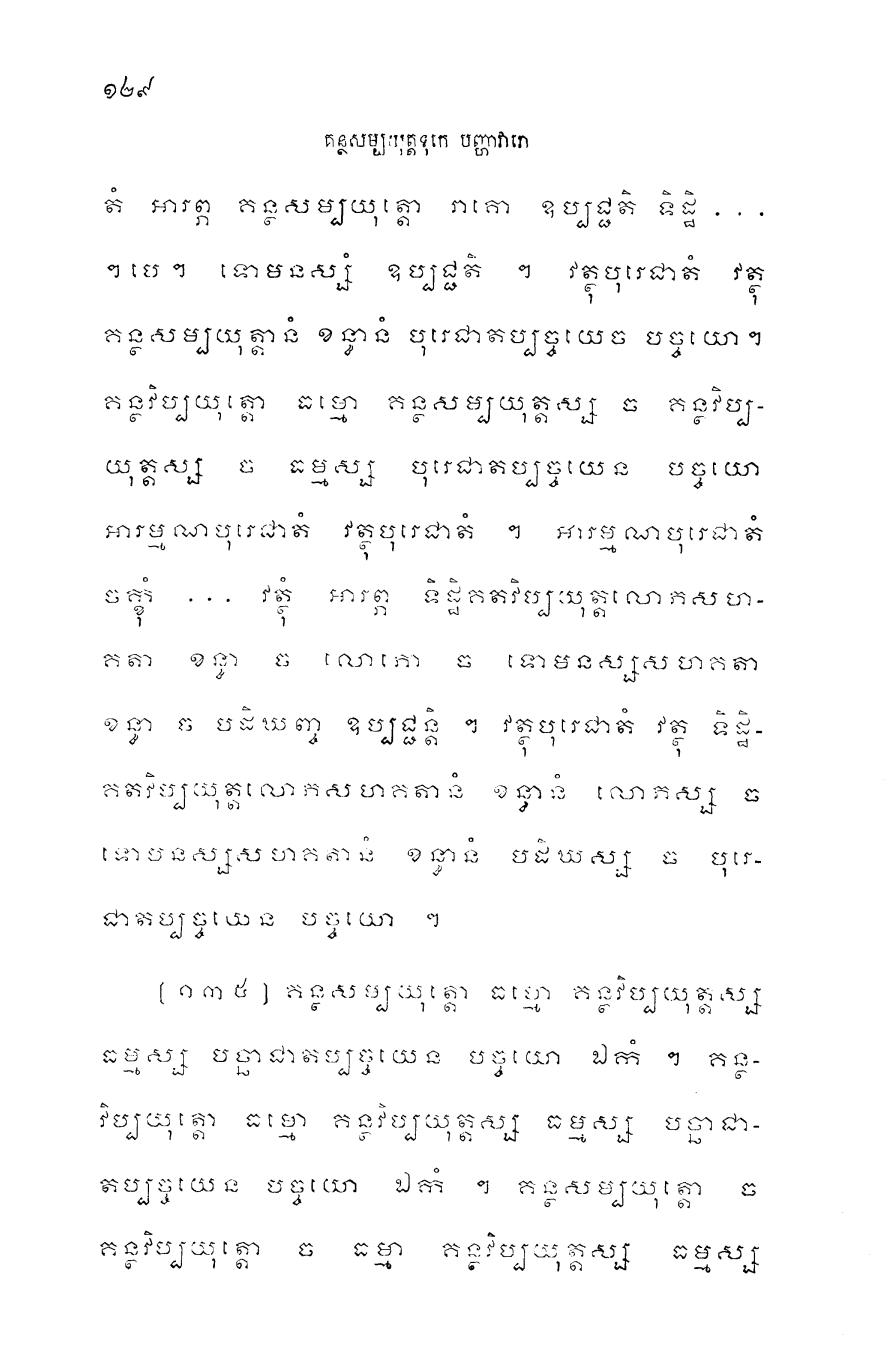 ១២៩
គន្ថសម្បយុត្តទុកេ បញ្ហាវារោ
តំ អារព្ភ គន្ថសម្បយុត្តោ រាគោ ឧប្បជ្ជតិ ទិដ្ឋិ . . .
។ បេ ។ ទោមនស្សំ ឧប្បជ្ជតិ ។ វត្ថុបុរេជាតំ វត្ថុ
គន្ថសម្បយុត្តានំ ខន្ធានំ បុរេជាតប្បច្ចយេច បច្ចយោ។
គន្ថវិប្បយុត្តោ ធម្មោ គន្ថសម្បយុត្តស្ស ច គន្ថវិប្ប-
យុត្តស្ស ច ធម្មស្ស បុរេជាតប្បច្ចយេន បច្ចយោ
អារម្មណបុរេជាតំ វត្ថុបុរេជាតំ ។ អារម្មណបុរេជាតំ
ចក្ខុំ ... វត្ថុំ អារព្ភ ទិដ្ឋិគតវិប្បយុត្តលោភសហ-
គតា ខន្ធា ច លោភោ ច ទោមនស្សសហគតា
ខន្ធា ច បដិឃញ្ច ឧប្បជ្ជន្តិ ។ វត្ថុបុរេជាតំ វត្ថុ ទិដ្ឋិ-
គតវិប្បយុត្តលោភសហគតានំ ខន្ធានំ លោភស្ស ច
ទោមនស្សសហគតានំ ខន្ធានំ បដិឃស្ស ច បុរេ-
ជាតប្បច្ចយេន បច្ចយោ ។
[១៣៥] គន្ថសម្បយុត្តោ ធម្មោ គន្ថវិប្បយុត្តស្ស
ធម្មស្ស បច្ឆាជាតប្បច្ចយេន បច្ចយោ ឯកំ ។ គន្ថ-
វិប្បយុត្តោ ធម្មោ គន្ថវិប្បយុត្តស្ស ធម្មស្ស បច្ឆាជា-
តប្បច្ចយេន បច្ចយោ ឯកំ ។ គន្ថសម្បយុត្តោ ច
គន្ថវិប្បយុត្តោ ច ធម្មា គន្ថវិប្បយុត្តស្ស ធម្មស្ស